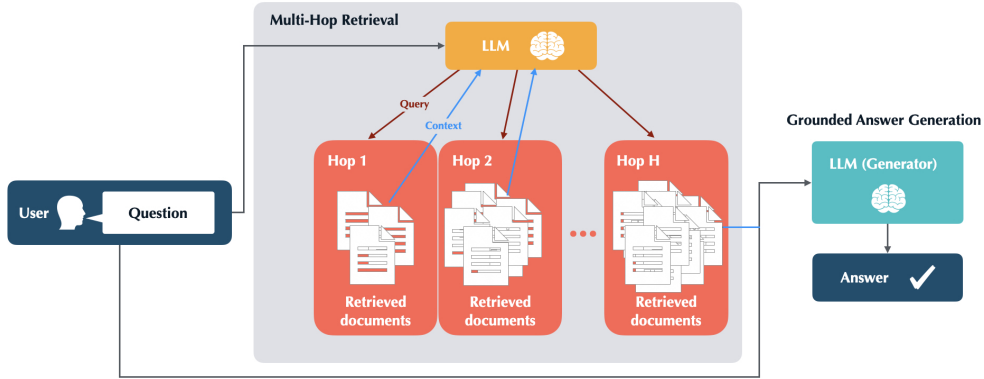 Multi-Hop Retrieval
LLM
Query
Context
Hop 1
Hop 2
Hop H
Retrieved
documents
Retrieved
documents
Retrieved
documents
User
Question
Grounded Answer Generation
LLM (Generator)
Answer